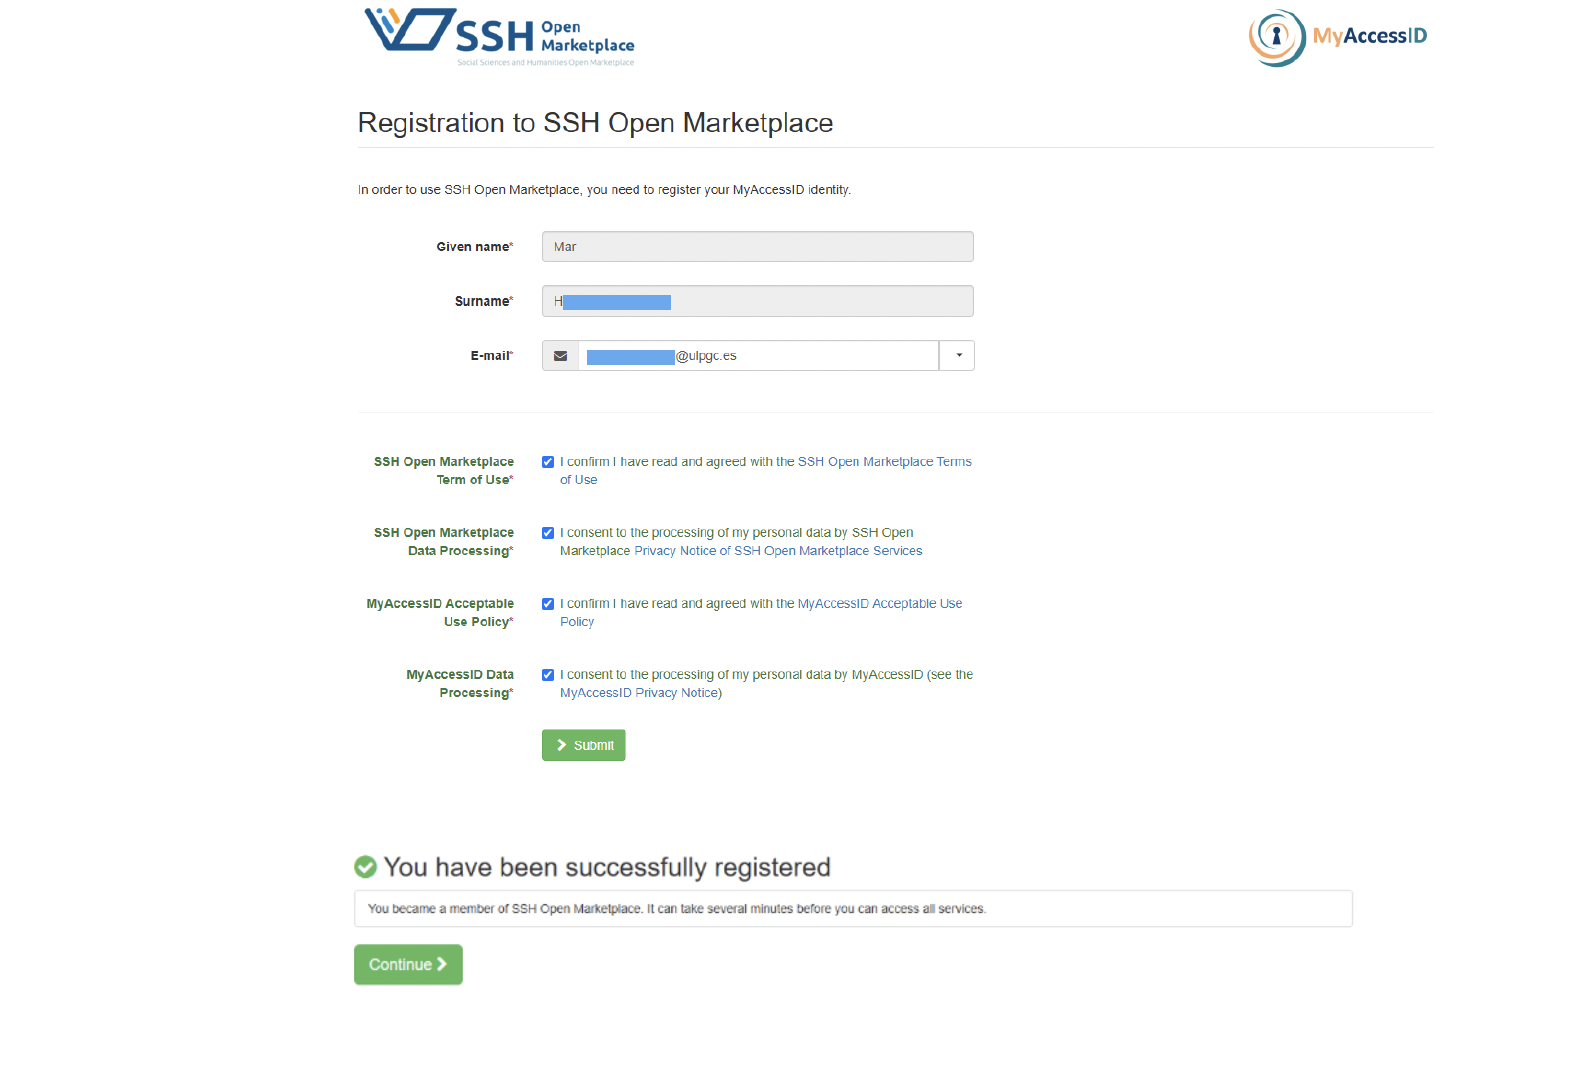 SSH Open Marketplace
Social Sciences and Humanities Open Marketplace
MyAccessID
Registration to SSH Open Marketplace
In order to use SSH Open Marketplace, you need to register your MyAccessID identity.
Given name*
Mar
Surname*
H
E-mail*
@ulpgc.es
SSH Open Marketplace
Term of Use*
I confirm I have read and agreed with the SSH Open Marketplace Terms
of Use
SSH Open Marketplace
Data Processing*
I consent to the processing of my personal data by SSH Open
Marketplace Privacy Notice of SSH Open Marketplace Services
MyAccessID Acceptable
Use Policy*
I confirm I have read and agreed with the MyAccessID Acceptable Use
Policy
MyAccessID Data
Processing*
I consent to the processing of my personal data by MyAccessID (see the
MyAccessID Privacy Notice)
Submit
You have been successfully registered
You became a member of SSH Open Marketplace. It can take several minutes before you can access all services.
Continue